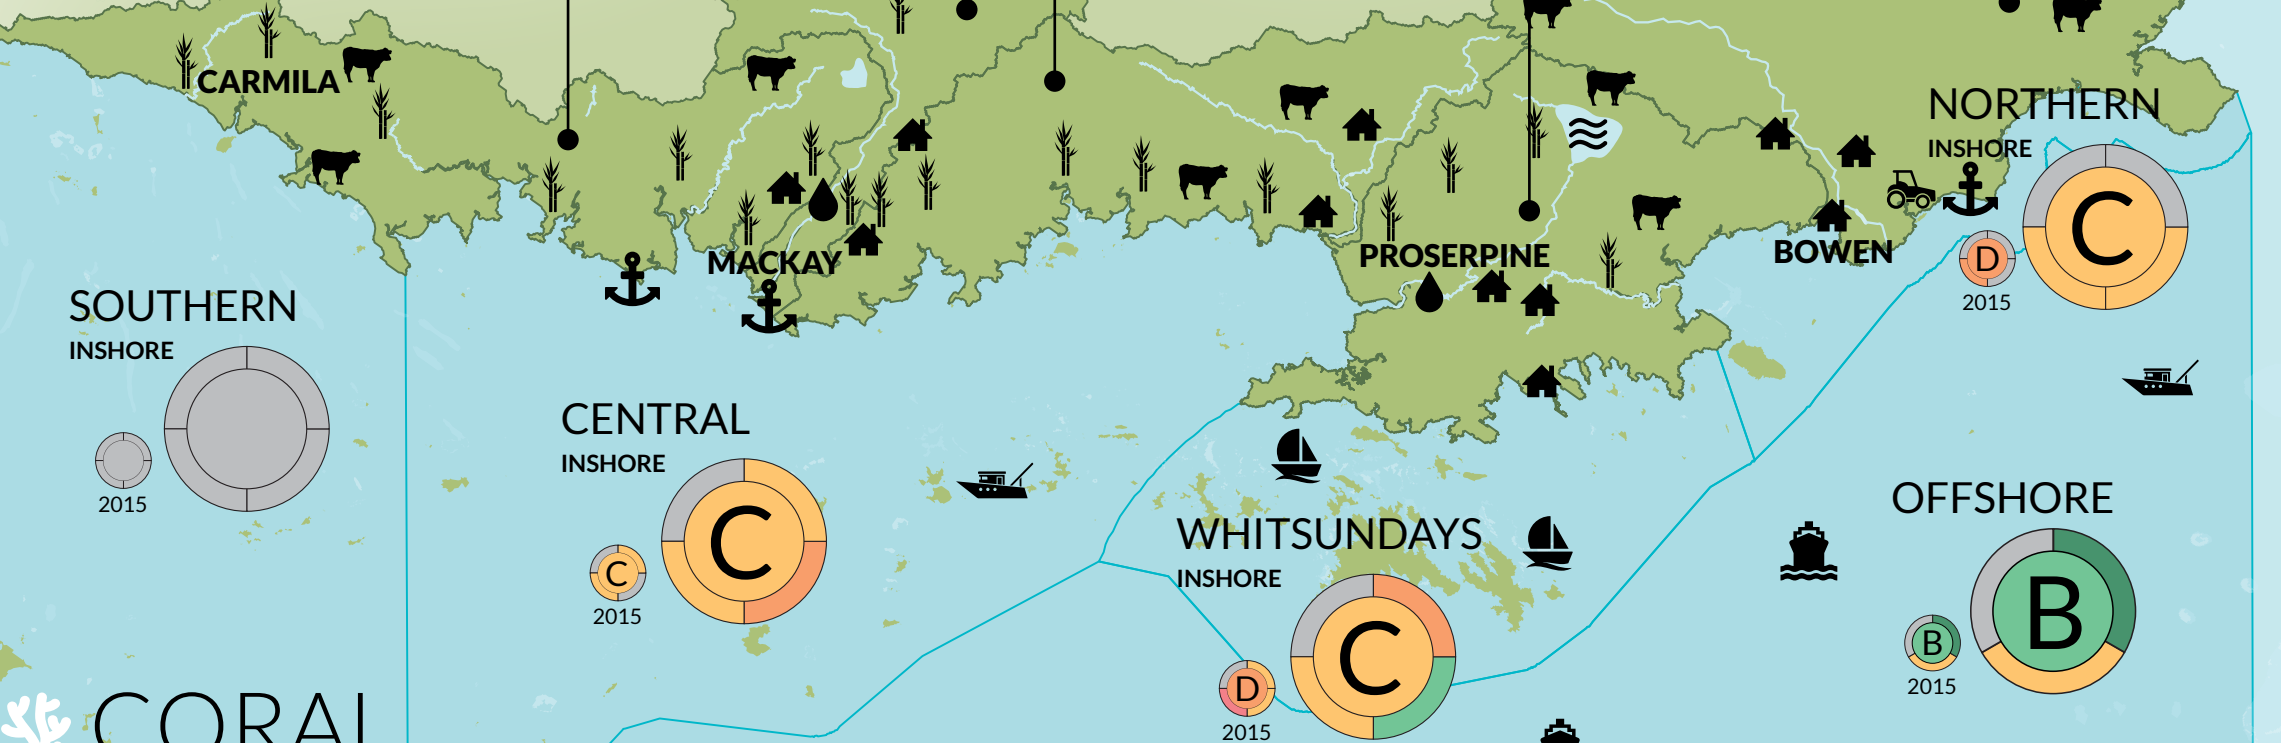 CARMILA
NORTHERN
INSHORE
C
D
2015
BOWEN
PROSERPINE
MACKAY
SOUTHERN
INSHORE
2015
CENTRAL
INSHORE
C
C
2015
WHITSUNDAYS
INSHORE
C
D
2015
OFFSHORE
B
B
2015
CORAL